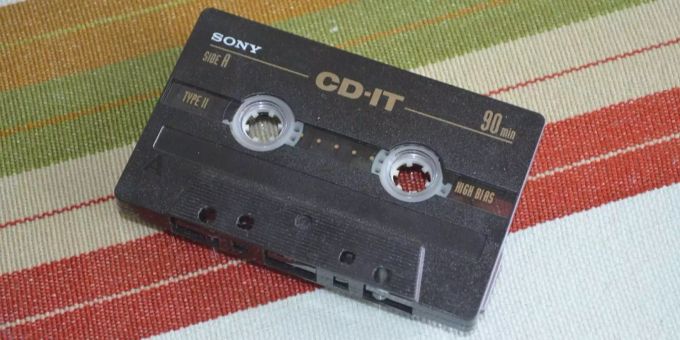 SONY
SIDE A
CD-IT
TYPE II
90 min
HIGH BIAS
A